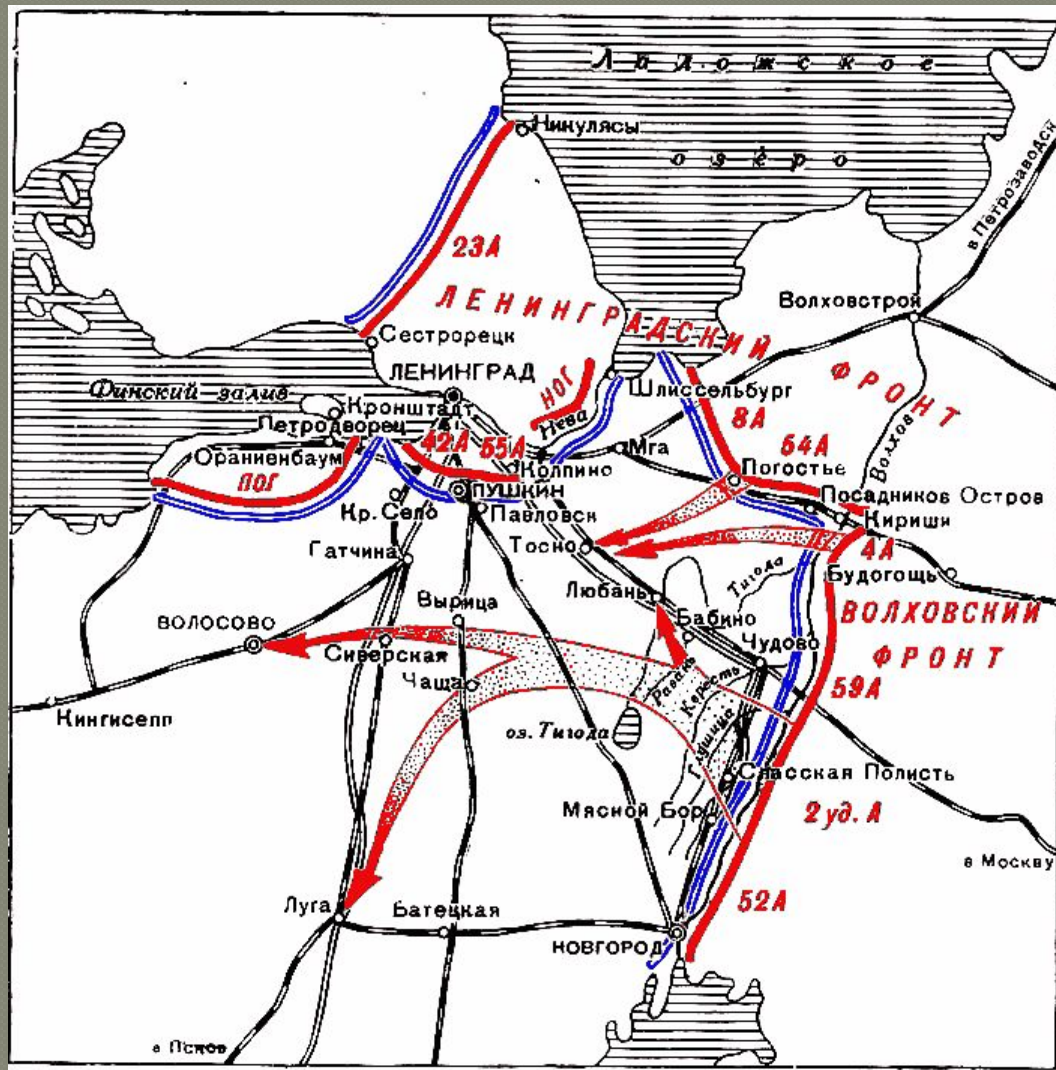 Ладожское
озеро
Никулясы
в Петрозаводск
23А
ЛЕНИНГРАДСКИЙ
ФРОНТ
Волховстрой
Сестрорецк
ЛЕНИНГРАД
НОГ
Шлиссельбург
Финский залив
Кронштадт
Нева
8А
Волхов
Петродворец
42А
55А
Мга
54А
Ораниенбаум
Колпино
Погостье
ПОГ
ПУШКИН
Посадников Остров
Кр. Село
Павловск
Кириши
Гатчина
Тосно
4А
Тигода
Будогощь
Любань
Вырица
Бабино
ВОЛХОВСКИЙ
ФРОНТ
ВОЛОСОВО
Сиверская
Чудово
Равань
Кересть
Чаща
59А
Кингисепп
оз. Тигода
Глушица
Спасская Полисть
Мясной Бор
2 уд. А
в Москву
52А
Луга
Батецкая
НОВГОРОД
в Псков